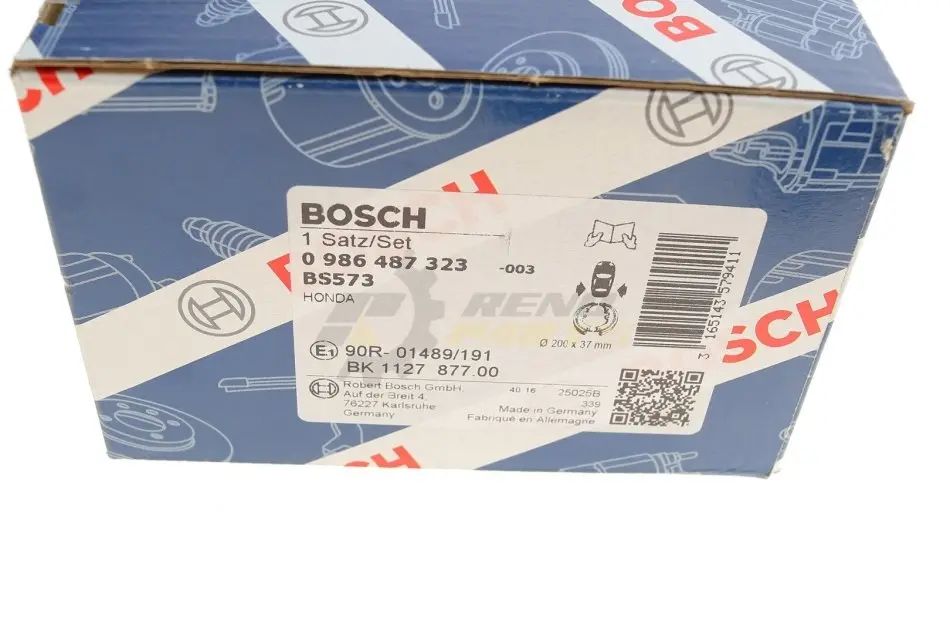 BOSCH
BOSCH
BOSCH
1 Satz/Set
0 986 487 323 -003
BS573
HONDA
RENO
PARTS
Ø 200 x 37 mm
3 165143 579411
E1 90R- 01489/191
BK 1127 877.00
Robert Bosch GmbH.
Auf der Breit 4,
76227 Karlsruhe
Germany
40 16 25025B
339
Made in Germany
Fabriqué en Allemagne